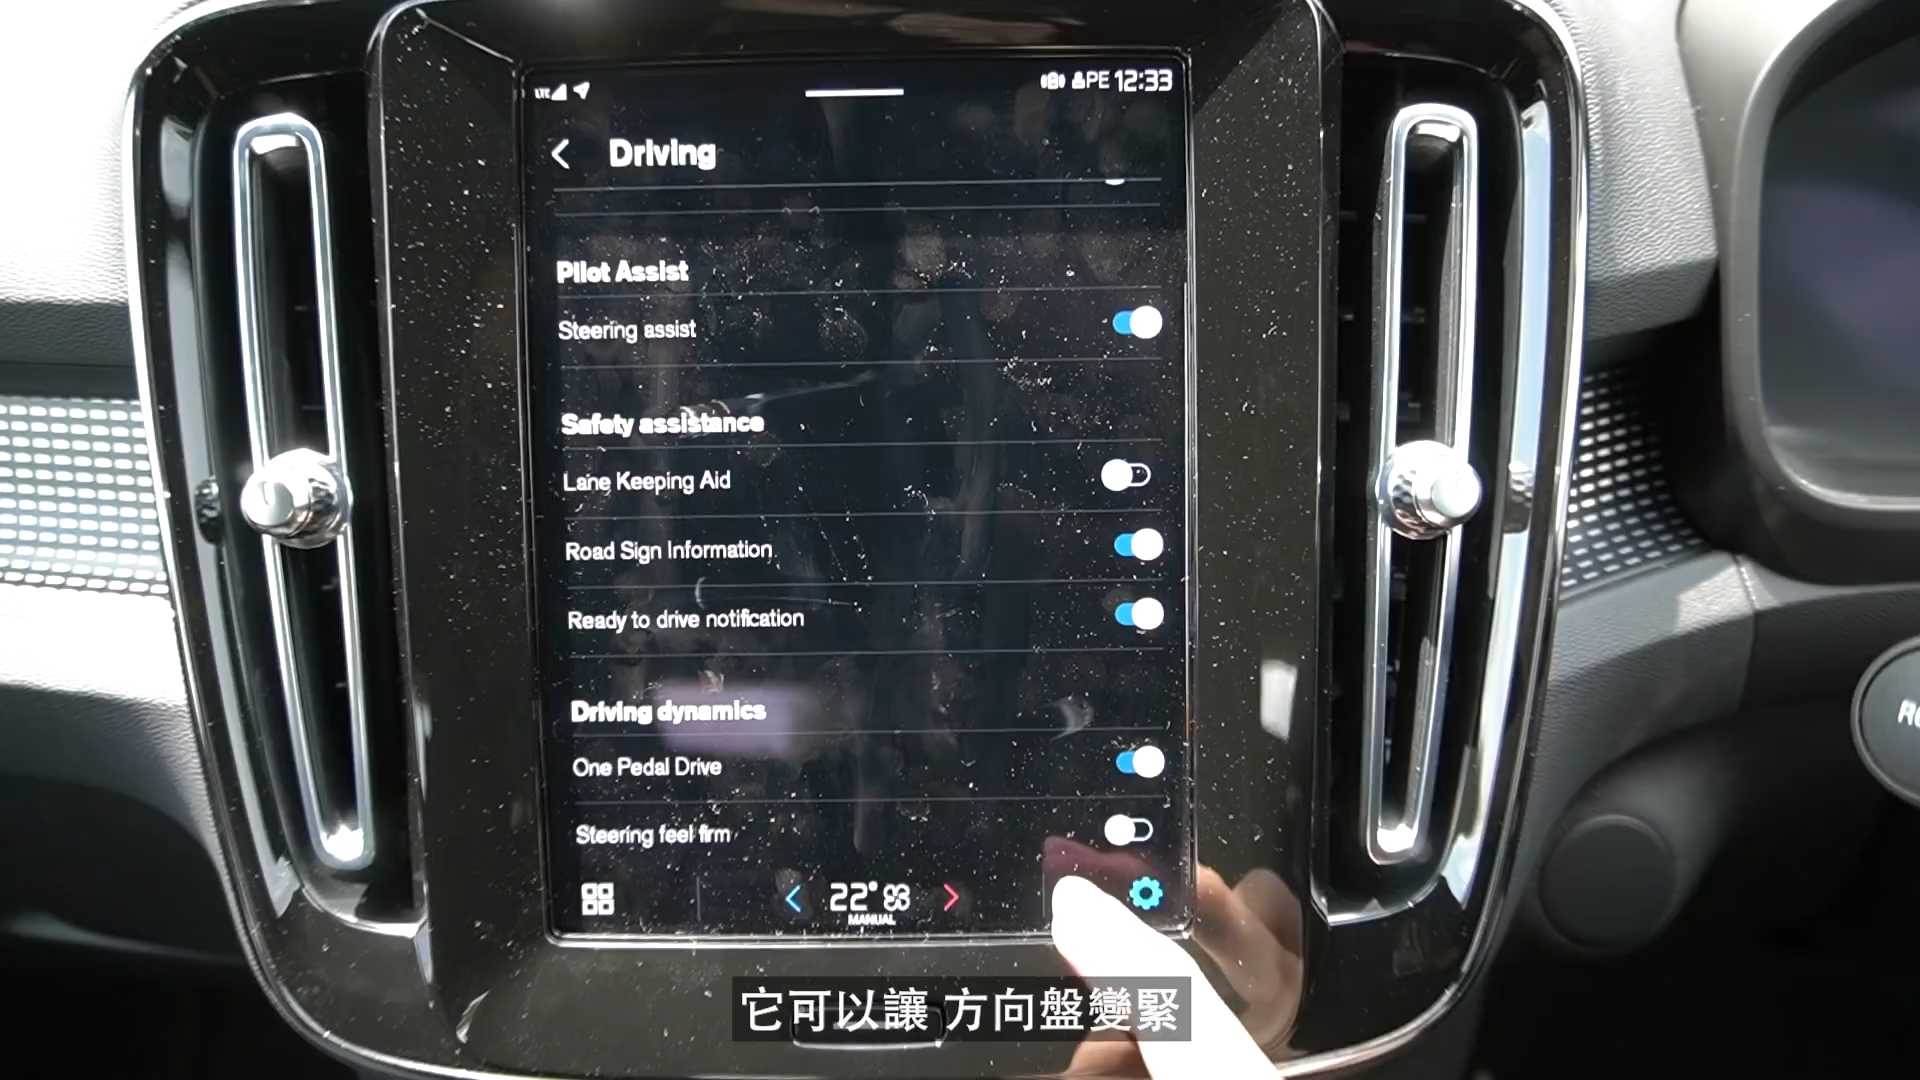 LTE PE 12:33
Driving
Pilot Assist
Steering assist
Safety assistance
Lane Keeping Aid
Road Sign Information
Ready to drive notification
Driving dynamics
One Pedal Drive
Steering feel firm
22°
MANUAL
它可以讓 方向盤變緊